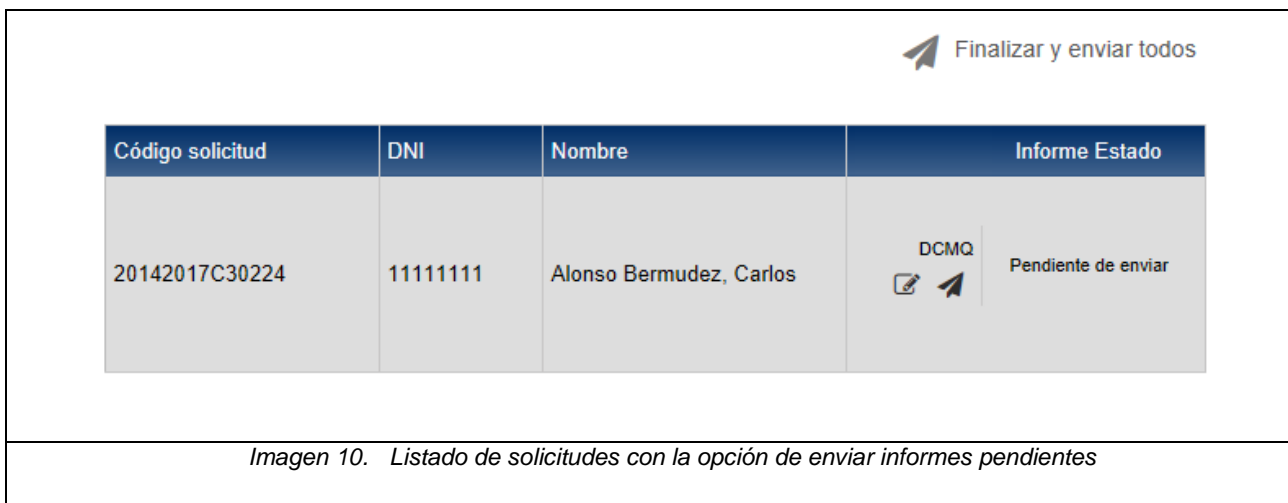 Finalizar y enviar todos
Código solicitud DNI Nombre Informe Estado
DCMQ
20142017C30224 11111111 Alonso Bermudez, Carlos Pendiente de enviar
Imagen 10. Listado de solicitudes con la opción de enviar informes pendientes